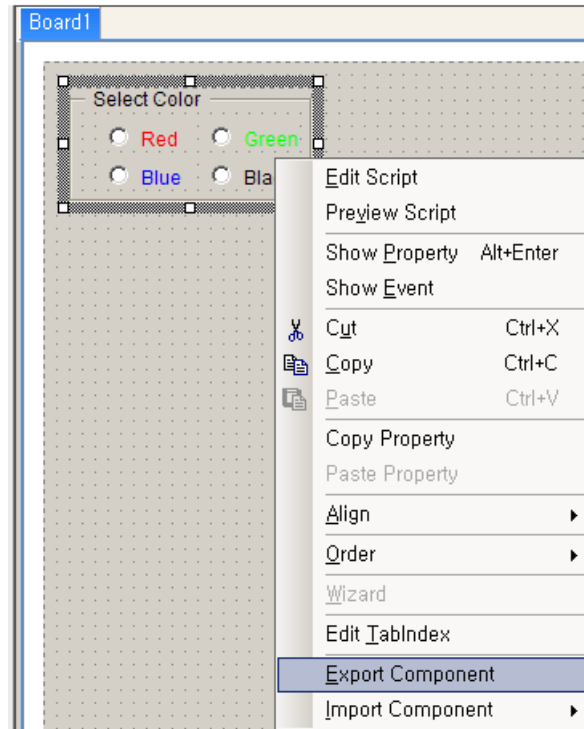 Board1
Select Color
Red Green
Blue Bla
Edit Script
Preview Script
Show Property Alt+Enter
Show Event
Cut Ctrl+X
Copy Ctrl+C
Paste Ctrl+V
Copy Property
Paste Property
Align
Order
Wizard
Edit TabIndex
Export Component
Import Component